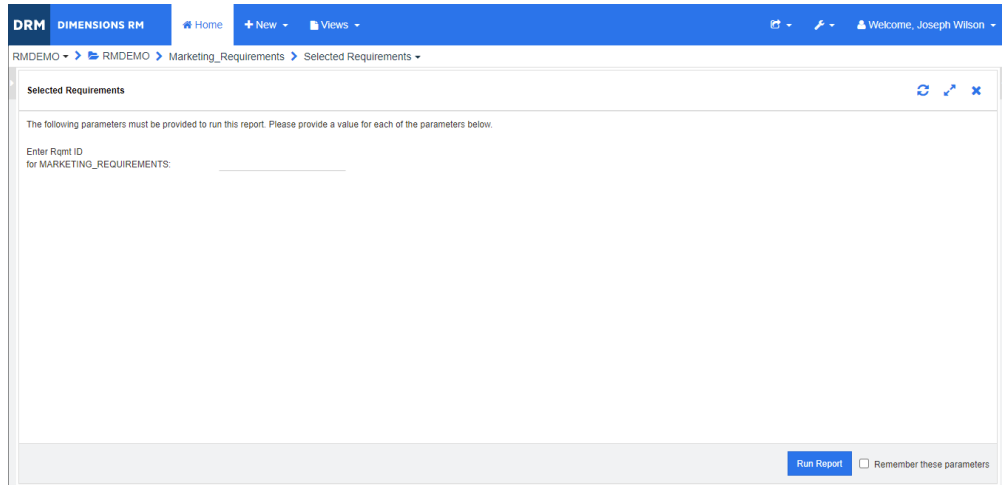 DRM DIMENSIONS RM Home New Views Welcome, Joseph Wilson
RMDEMO RMDEMO Marketing_Requirements Selected Requirements
Selected Requirements
The following parameters must be provided to run this report. Please provide a value for each of the parameters below.
Enter Rqmt ID
for MARKETING_REQUIREMENTS:
Run Report Remember these parameters